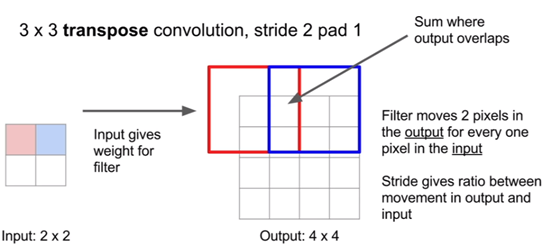 3 x 3 transpose convolution, stride 2 pad 1
Sum where
output overlaps
Input gives
weight for
filter
Filter moves 2 pixels in
the output for every one
pixel in the input
Stride gives ratio between
movement in output and
input
Input: 2 x 2
Output: 4 x 4